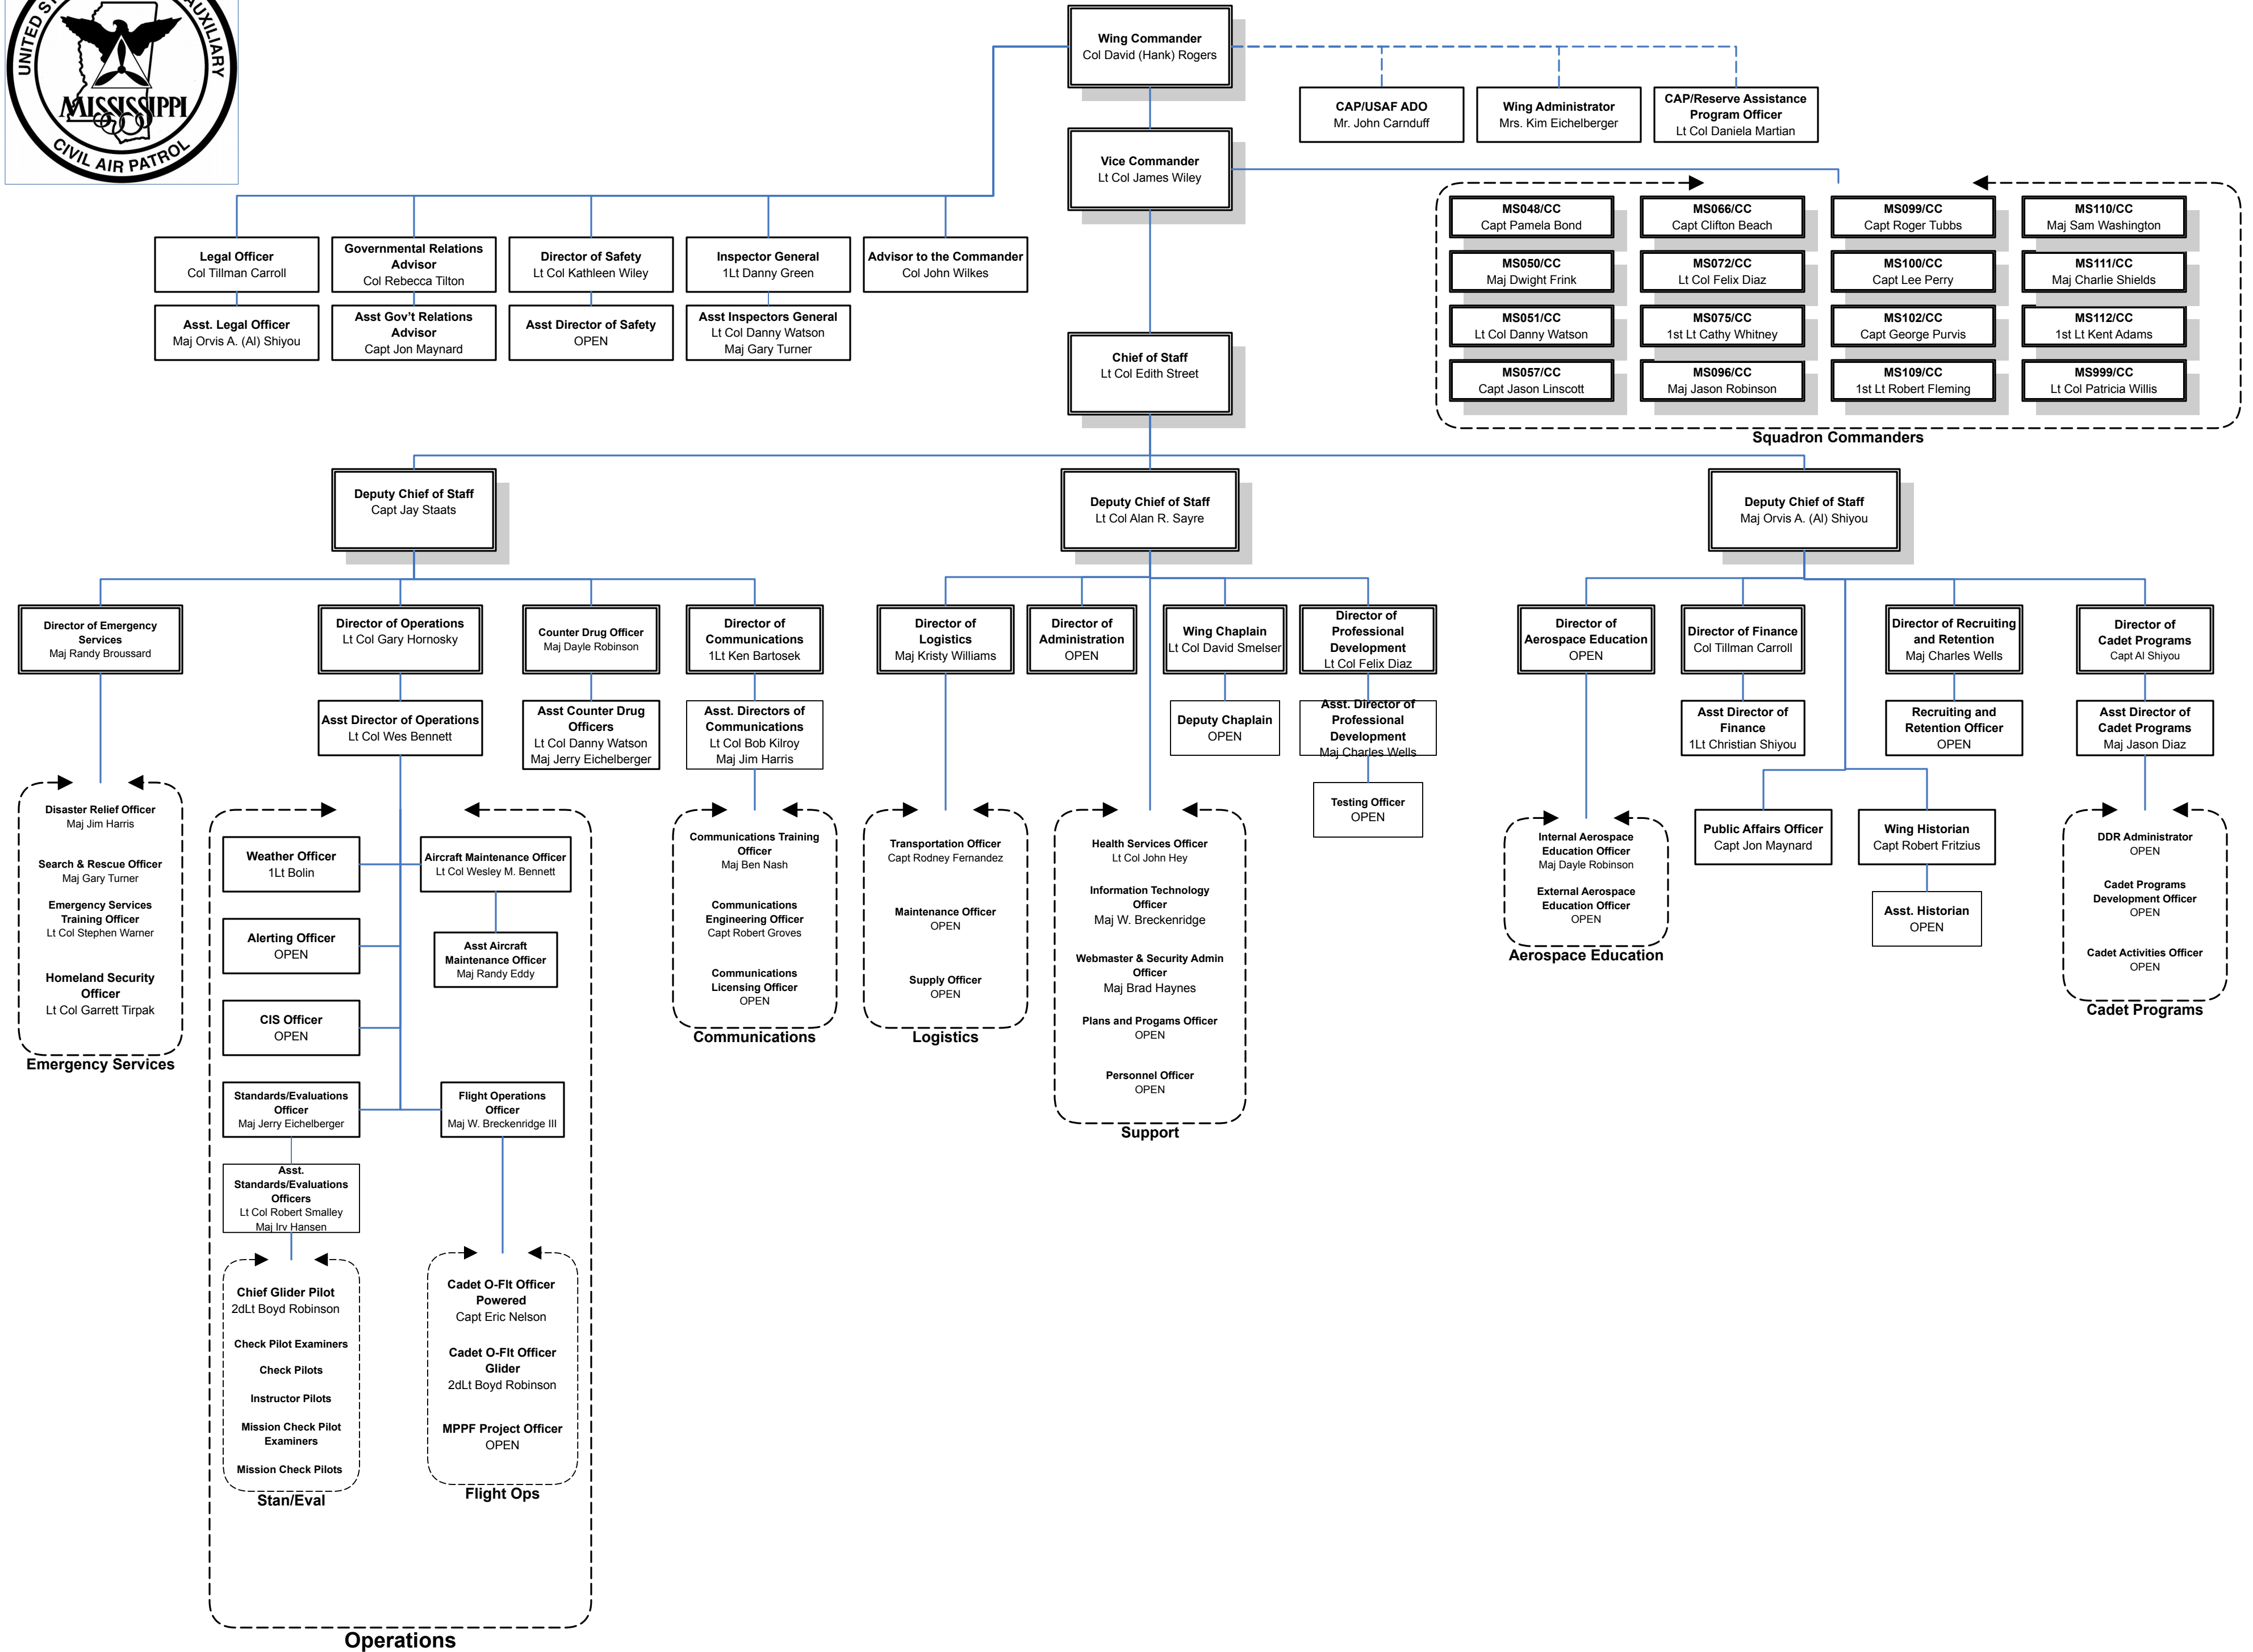 UNITED ST
AUXILIARY
MISSISSIPPI
CIVIL AIR PATROL
Wing Commander
Col David (Hank) Rogers
CAP/USAF ADO
Mr. John Carnduff
Wing Administrator
Mrs. Kim Eichelberger
CAP/Reserve Assistance
Program Officer
Lt Col Daniela Martian
Vice Commander
Lt Col James Wiley
Legal Officer
Col Tillman Carroll
Governmental Relations
Advisor
Col Rebecca Tilton
Director of Safety
Lt Col Kathleen Wiley
Inspector General
1Lt Danny Green
Advisor to the Commander
Col John Wilkes
Asst. Legal Officer
Maj Orvis A. (Al) Shiyou
Asst Gov't Relations
Advisor
Capt Jon Maynard
Asst Director of Safety
OPEN
Asst Inspectors General
Lt Col Danny Watson
Maj Gary Turner
MS048/CC
Capt Pamela Bond
MS066/CC
Capt Clifton Beach
MS099/CC
Capt Roger Tubbs
MS110/CC
Maj Sam Washington
MS050/CC
Maj Dwight Frink
MS072/CC
Lt Col Felix Diaz
MS100/CC
Capt Lee Perry
MS111/CC
Maj Charlie Shields
MS051/CC
Lt Col Danny Watson
MS075/CC
1st Lt Cathy Whitney
MS102/CC
Capt George Purvis
MS112/CC
1st Lt Kent Adams
MS057/CC
Capt Jason Linscott
MS096/CC
Maj Jason Robinson
MS109/CC
1st Lt Robert Fleming
MS999/CC
Lt Col Patricia Willis
Squadron Commanders
Chief of Staff
Lt Col Edith Street
Deputy Chief of Staff
Capt Jay Staats
Deputy Chief of Staff
Lt Col Alan R. Sayre
Deputy Chief of Staff
Maj Orvis A. (Al) Shiyou
Director of Emergency
Services
Maj Randy Broussard
Director of Operations
Lt Col Gary Hornosky
Counter Drug Officer
Maj Dayle Robinson
Director of
Communications
1Lt Ken Bartosek
Director of
Logistics
Maj Kristy Williams
Director of
Administration
OPEN
Wing Chaplain
Lt Col David Smelser
Director of
Professional
Development
Lt Col Felix Diaz
Director of
Aerospace Education
OPEN
Director of Finance
Col Tillman Carroll
Director of Recruiting
and Retention
Maj Charles Wells
Director of
Cadet Programs
Capt Al Shiyou
Asst Director of Operations
Lt Col Wes Bennett
Asst Counter Drug
Officers
Lt Col Danny Watson
Maj Jerry Eichelberger
Asst. Directors of
Communications
Lt Col Bob Kilroy
Maj Jim Harris
Deputy Chaplain
OPEN
Asst. Director of
Professional
Development
Maj Charles Wells
Testing Officer
OPEN
Asst Director of
Finance
1Lt Christian Shiyou
Recruiting and
Retention Officer
OPEN
Asst Director of
Cadet Programs
Maj Jason Diaz
Disaster Relief Officer
Maj Jim Harris
Search & Rescue Officer
Maj Gary Turner
Emergency Services
Training Officer
Lt Col Stephen Warner
Homeland Security
Officer
Lt Col Garrett Tirpak
Emergency Services
Weather Officer
1Lt Bolin
Aircraft Maintenance Officer
Lt Col Wesley M. Bennett
Alerting Officer
OPEN
Asst Aircraft
Maintenance Officer
Maj Randy Eddy
CIS Officer
OPEN
Standards/Evaluations
Officer
Maj Jerry Eichelberger
Flight Operations
Officer
Maj W. Breckenridge III
Asst.
Standards/Evaluations
Officers
Lt Col Robert Smalley
Maj Irv Hansen
Chief Glider Pilot
2dLt Boyd Robinson
Check Pilot Examiners
Check Pilots
Instructor Pilots
Mission Check Pilot
Examiners
Mission Check Pilots
Stan/Eval
Cadet O-Flt Officer
Powered
Capt Eric Nelson
Cadet O-Flt Officer
Glider
2dLt Boyd Robinson
MPPF Project Officer
OPEN
Flight Ops
Operations
Communications Training
Officer
Maj Ben Nash
Communications
Engineering Officer
Capt Robert Groves
Communications
Licensing Officer
OPEN
Communications
Transportation Officer
Capt Rodney Fernandez
Maintenance Officer
OPEN
Supply Officer
OPEN
Logistics
Health Services Officer
Lt Col John Hey
Information Technology
Officer
Maj W. Breckenridge
Webmaster & Security Admin
Officer
Maj Brad Haynes
Plans and Progams Officer
OPEN
Personnel Officer
OPEN
Support
Internal Aerospace
Education Officer
Maj Dayle Robinson
External Aerospace
Education Officer
OPEN
Aerospace Education
Public Affairs Officer
Capt Jon Maynard
Wing Historian
Capt Robert Fritzius
Asst. Historian
OPEN
DDR Administrator
OPEN
Cadet Programs
Development Officer
OPEN
Cadet Activities Officer
OPEN
Cadet Programs